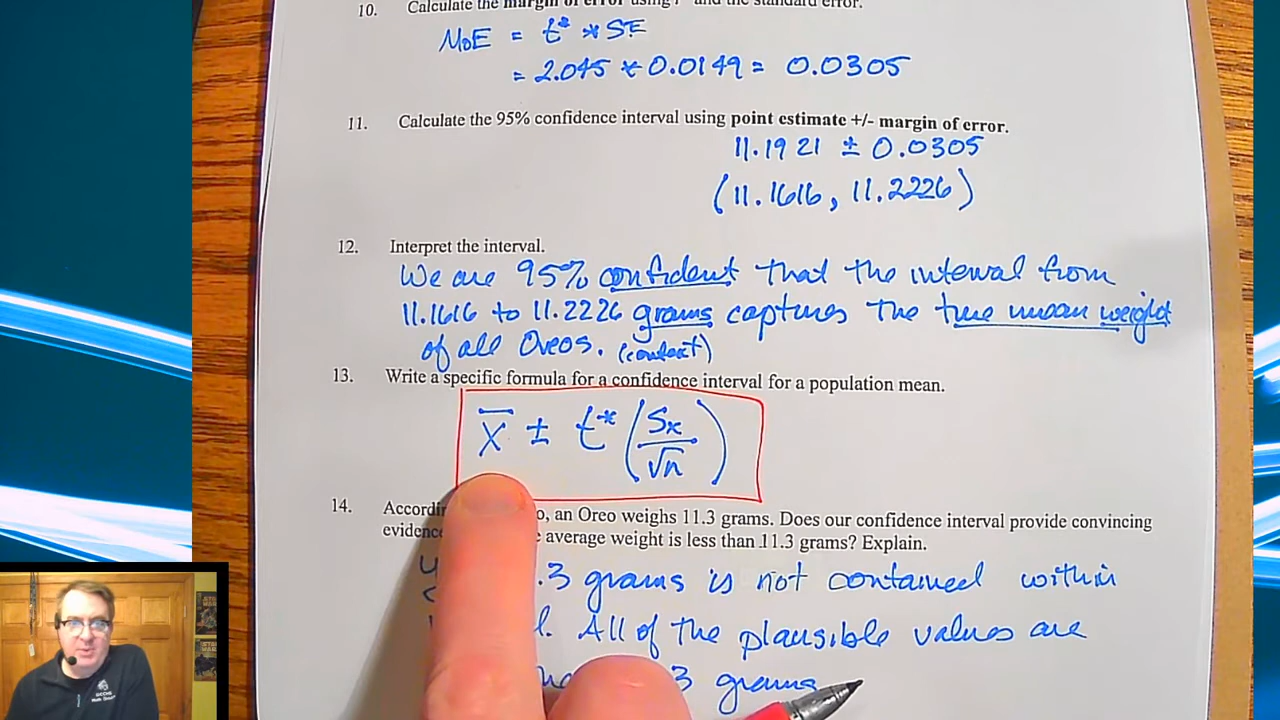 10. Calculate the margin of error using t* and the standard error.
MoE = t* * SE
= 2.045 * 0.0149 = 0.0305
11. Calculate the 95% confidence interval using point estimate +/- margin of error.
11.1921 ± 0.0305
(11.1616, 11.2226)
12. Interpret the interval.
We are 95% confident that the interval from
11.1616 to 11.2226 grams captures the true mean weight
of all Oreos. (context)
13. Write a specific formula for a confidence interval for a population mean.
x̄ ± t* (Sx/√n)
14. Accordi o, an Oreo weighs 11.3 grams. Does our confidence interval provide convincing
evidence average weight is less than 11.3 grams? Explain.
.3 grams is not contained within
l. All of the plausible values are
3 grams